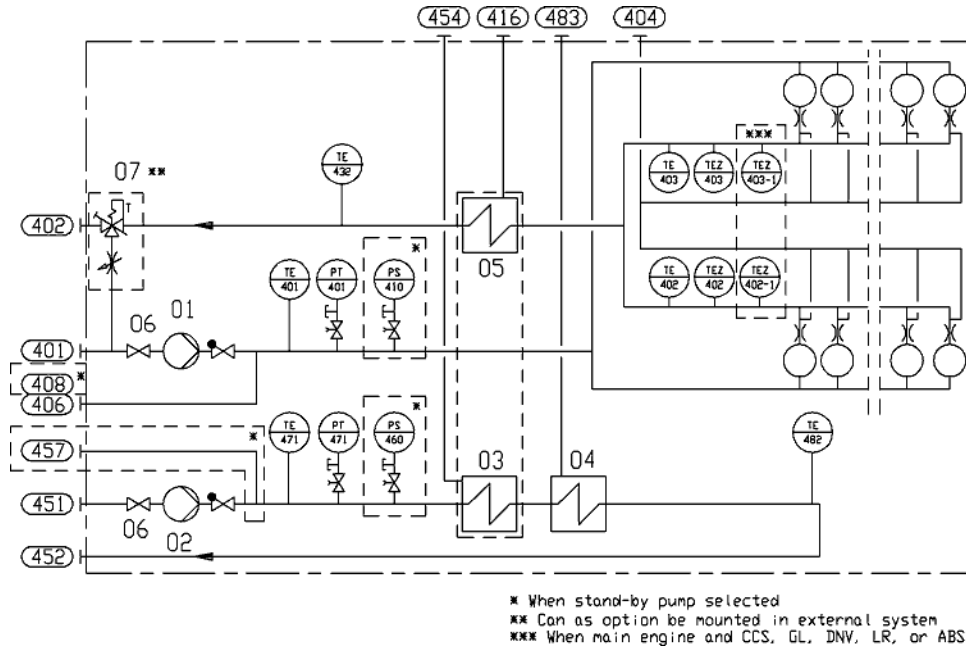 454 416 483 404
***
TE 432
07 **
TE 403
TEZ 403
TEZ 403-1
402
*
05
TE 401
PT 401
PS 410
TE 402
TEZ 402
TEZ 402-1
01
06
401
408 *
406
*
TE 471
PT 471
PS 460
TE 482
*
457
03 04
451
06
02
452
* When stand-by pump selected
** Can as option be mounted in external system
*** When main engine and CCS, GL, DNV, LR, or ABS